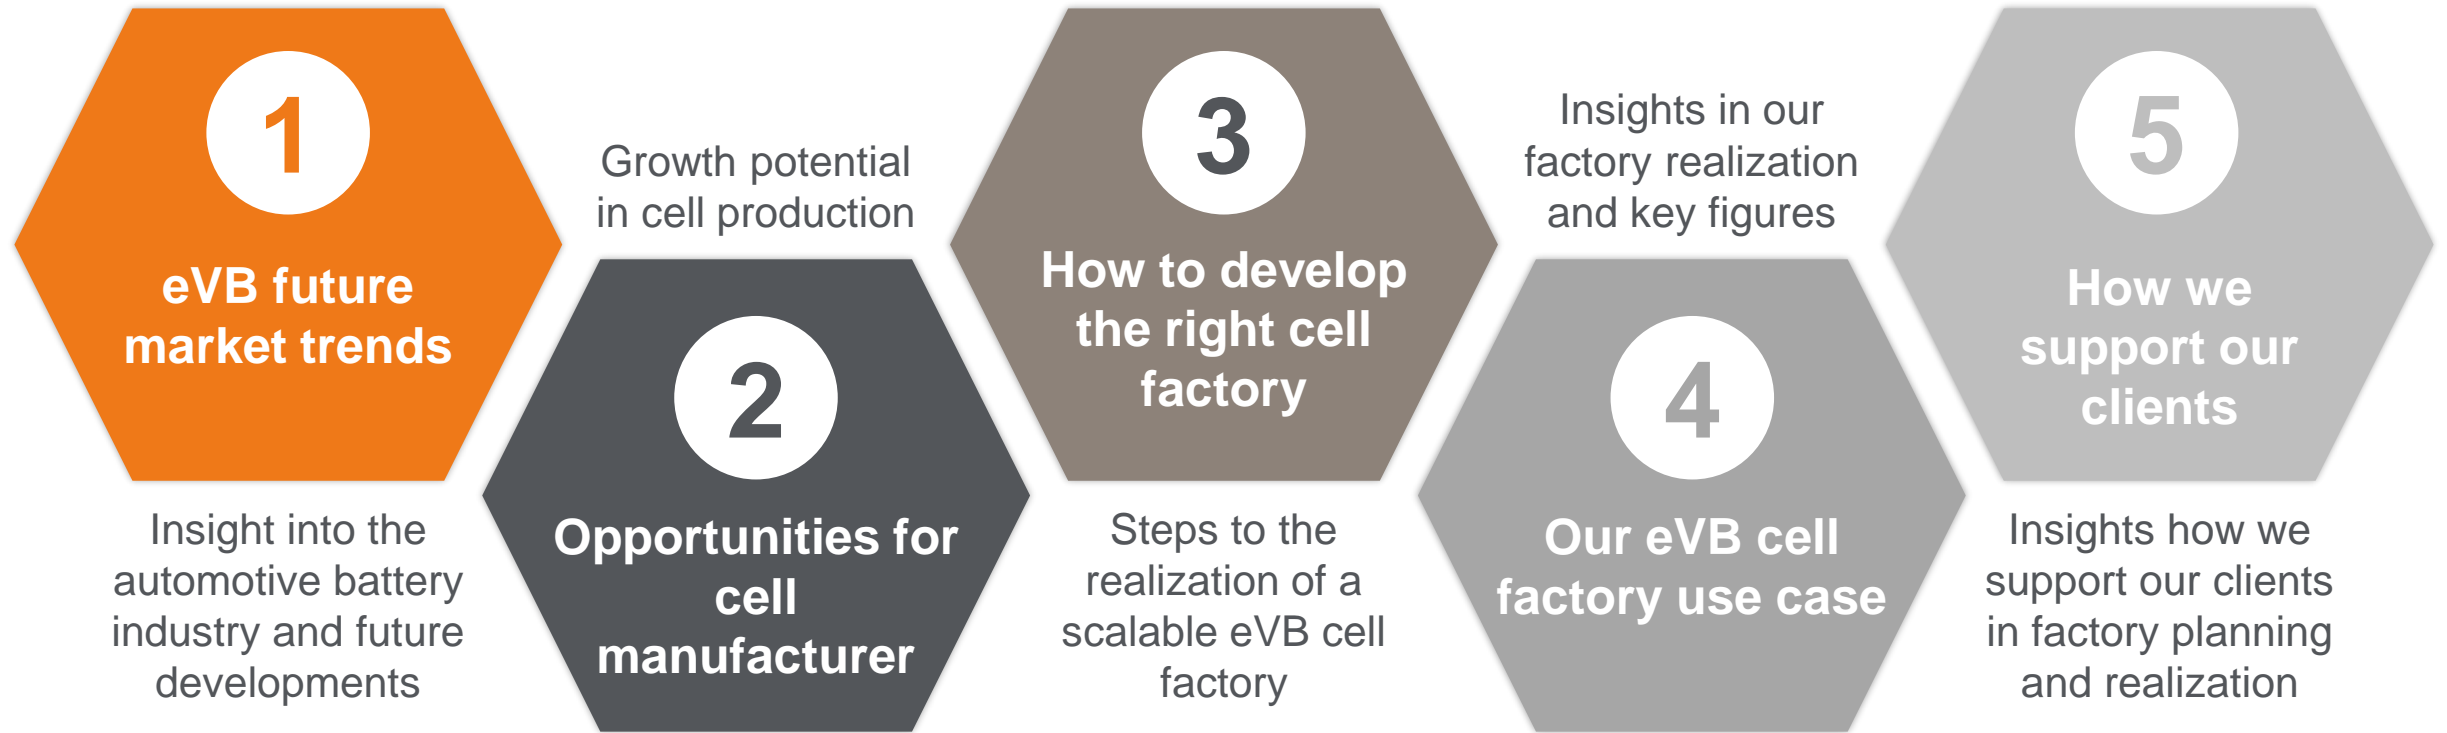 1
eVB future
market trends
Insight into the
automotive battery
industry and future
developments
Growth potential
in cell production
2
Opportunities for
cell
manufacturer
3
How to develop
the right cell
factory
Steps to the
realization of a
scalable eVB cell
factory
Insights in our
factory realization
and key figures
4
Our eVB cell
factory use case
5
How we
support our
clients
Insights how we
support our clients
in factory planning
and realization